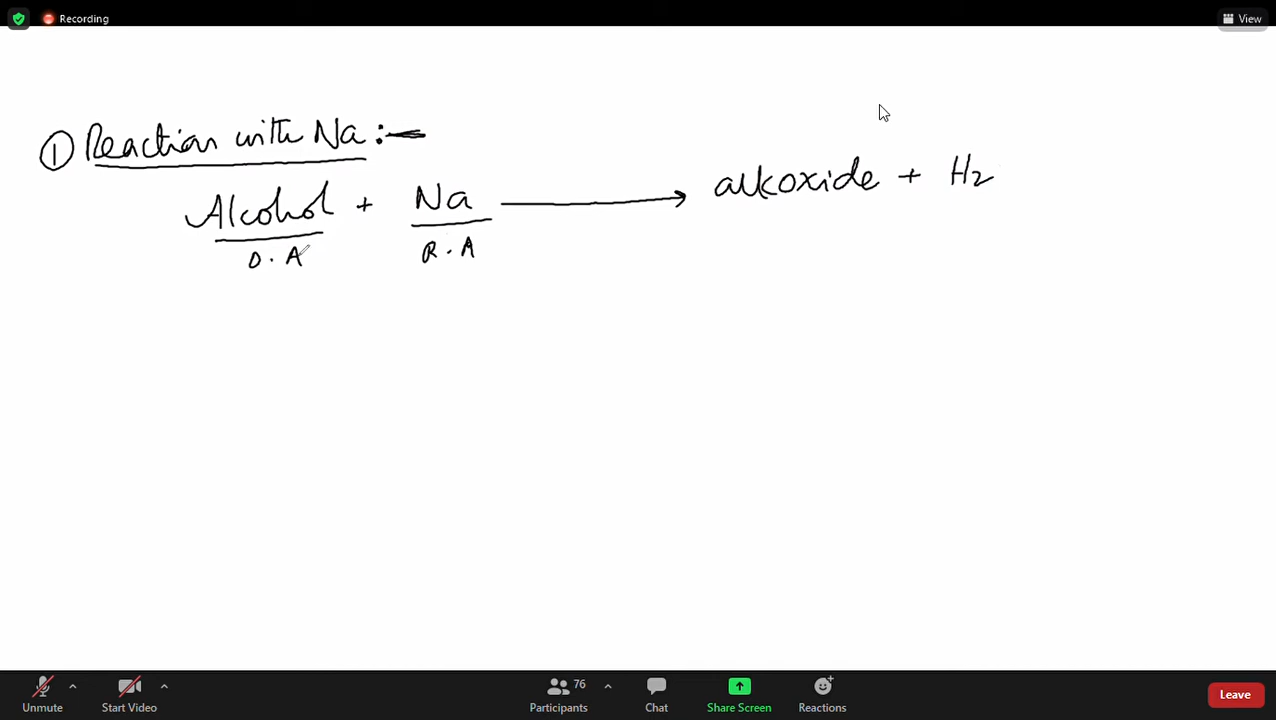 Recording
View
① Reaction with Na :-
Alcohol + Na → alkoxide + H2
O.A R.A
Unmute Start Video 76 Participants Chat Share Screen Reactions Leave